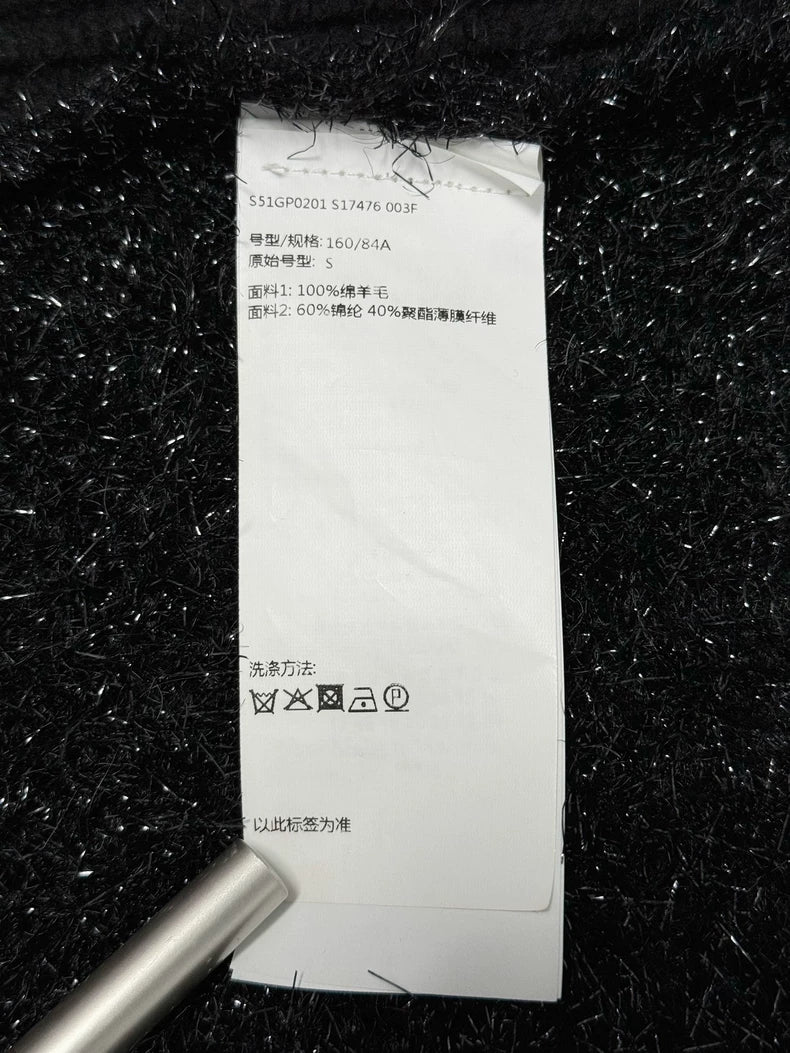 S51GP0201 S17476 003F
号型/规格: 160/84A
原始号型: S
面料1: 100%绵羊毛
面料2: 60%锦纶 40%聚酯薄膜纤维
洗涤方法:
P
以此标签为准